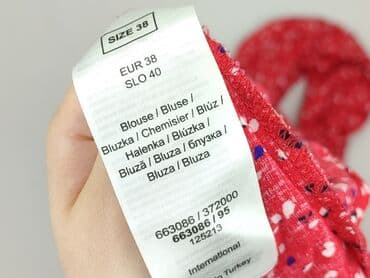 SIZE 38
EUR 38
SLO 40
Blouse / Bluse /
Bluzka / Chemisier / Blúz /
Halenka / Blúzka /
Bluză / Bluza / блузка /
Bluza / Bluza
663086 / 372000
663086 / 95
125213
International
Turkey